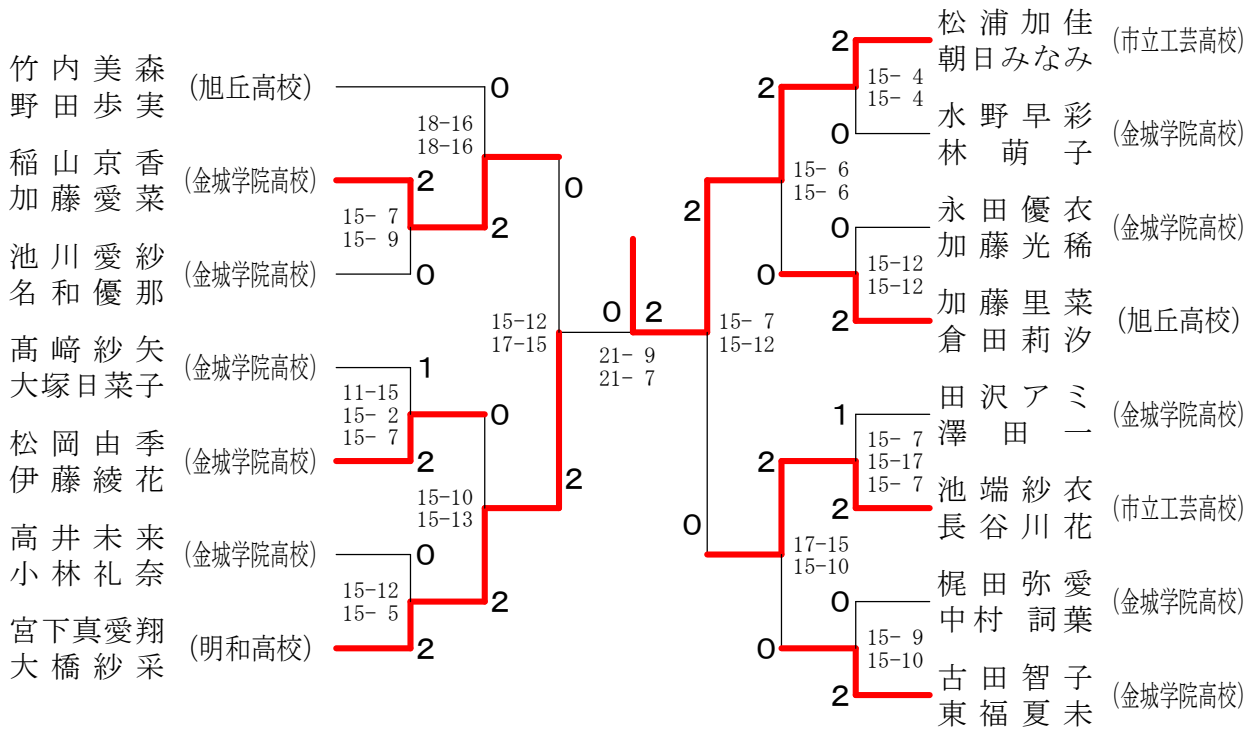 竹内美森
野田歩実
(旭丘高校)
0
18-16
18-16
稲山京香
加藤愛菜
(金城学院高校)
2
15- 7
15- 9
2
0
池川愛紗
名和優那
(金城学院高校)
0
髙﨑紗矢
大塚日菜子
(金城学院高校)
1
11-15
15- 2
15- 7
0
松岡由季
伊藤綾花
(金城学院高校)
2
15-12
17-15
15-10
15-13
2
高井未来
小林礼奈
(金城学院高校)
0
15-12
15- 5
2
宮下真愛翔
大橋紗采
(明和高校)
2
0 2
21- 9
21- 7
2
松浦加佳
朝日みなみ
(市立工芸高校)
2
15- 4
15- 4
0
水野早彩
林萌子
(金城学院高校)
15- 6
15- 6
2
0
永田優衣
加藤光稀
(金城学院高校)
0
15-12
15-12
2
加藤里菜
倉田莉汐
(旭丘高校)
15- 7
15-12
1
田沢アミ
澤田一
(金城学院高校)
2
15- 7
15-17
15- 7
2
池端紗衣
長谷川花
(市立工芸高校)
0
17-15
15-10
0
梶田弥愛
中村詞葉
(金城学院高校)
0
15- 9
15-10
2
古田智子
東福夏未
(金城学院高校)